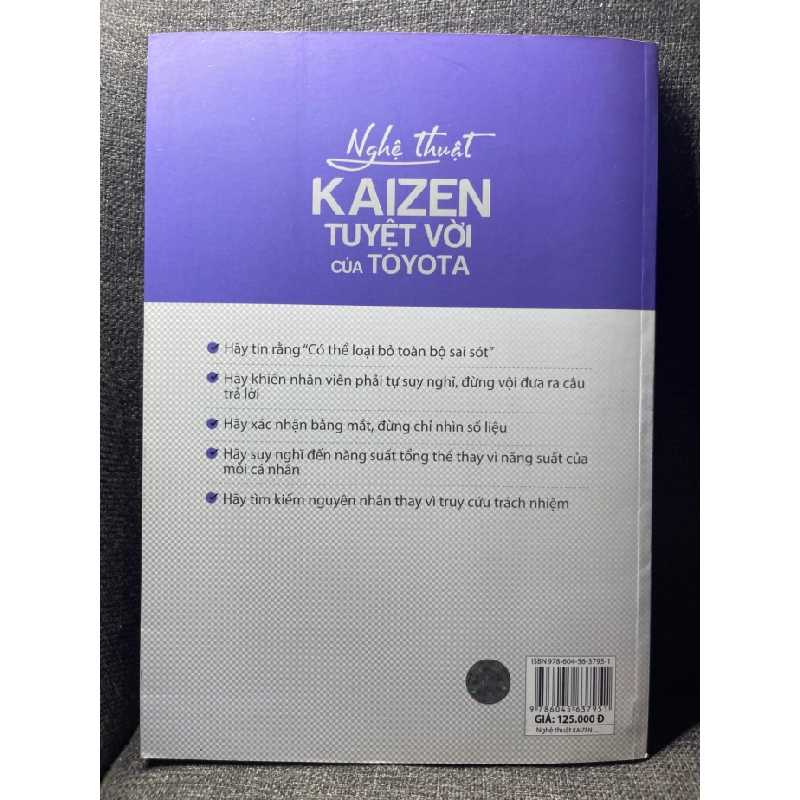 Nghệ thuật
KAIZEN
TUYỆT VỜI
CỦA TOYOTA
Hãy tin rằng “Có thể loại bỏ toàn bộ sai sót”
Hãy khiến nhân viên phải tự suy nghĩ, đừng vội đưa ra câu
trả lời
Hãy xác nhận bằng mắt, đừng chỉ nhìn số liệu
Hãy suy nghĩ đến năng suất tổng thể thay vì năng suất của
mỗi cá nhân
Hãy tìm kiếm nguyên nhân thay vì truy cứu trách nhiệm
ISBN 978-604-56-3795-1
9 786045 637951
GIÁ: 125.000 Đ
Nghệ thuật KAIZEN ...